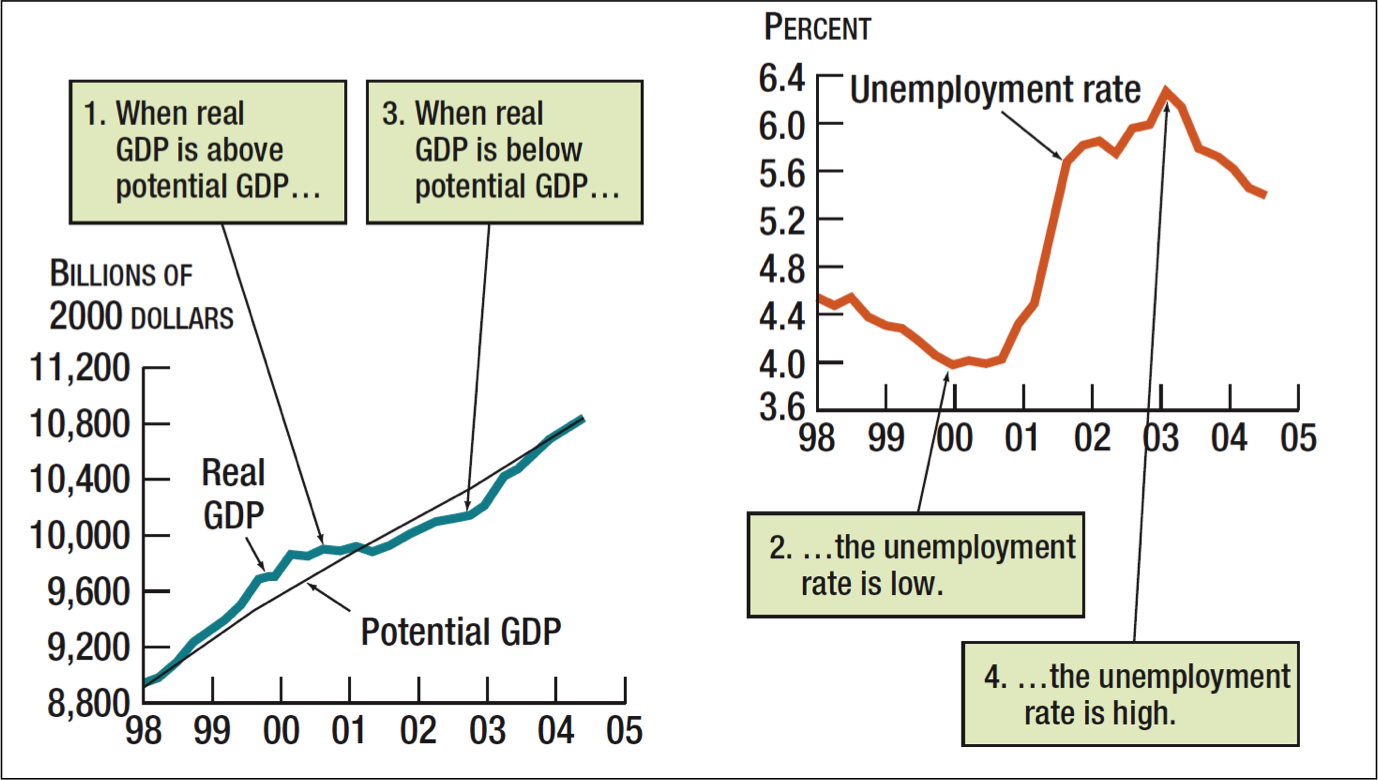 1. When real
GDP is above
potential GDP…
3. When real
GDP is below
potential GDP…
BILLIONS OF
2000 DOLLARS
11,200
10,800
10,400
10,000
9,600
9,200
8,800
Real
GDP
Potential GDP
98 99 00 01 02 03 04 05
PERCENT
Unemployment rate
6.4
6.0
5.6
5.2
4.8
4.4
4.0
3.6
98 99 00 01 02 03 04 05
2. …the unemployment
rate is low.
4. …the unemployment
rate is high.